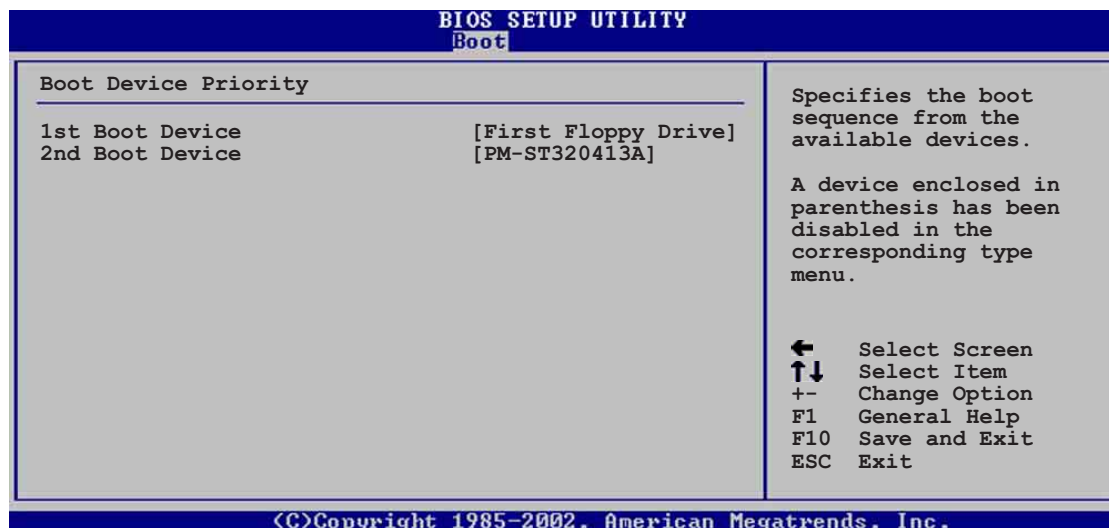 BIOS SETUP UTILITY
Boot
Boot Device Priority
1st Boot Device [First Floppy Drive]
2nd Boot Device [PM-ST320413A]
Specifies the boot
sequence from the
available devices.
A device enclosed in
parenthesis has been
disabled in the
corresponding type
menu.
← Select Screen
↑↓ Select Item
+- Change Option
F1 General Help
F10 Save and Exit
ESC Exit
(C)Copyright 1985-2002, American Megatrends, Inc.